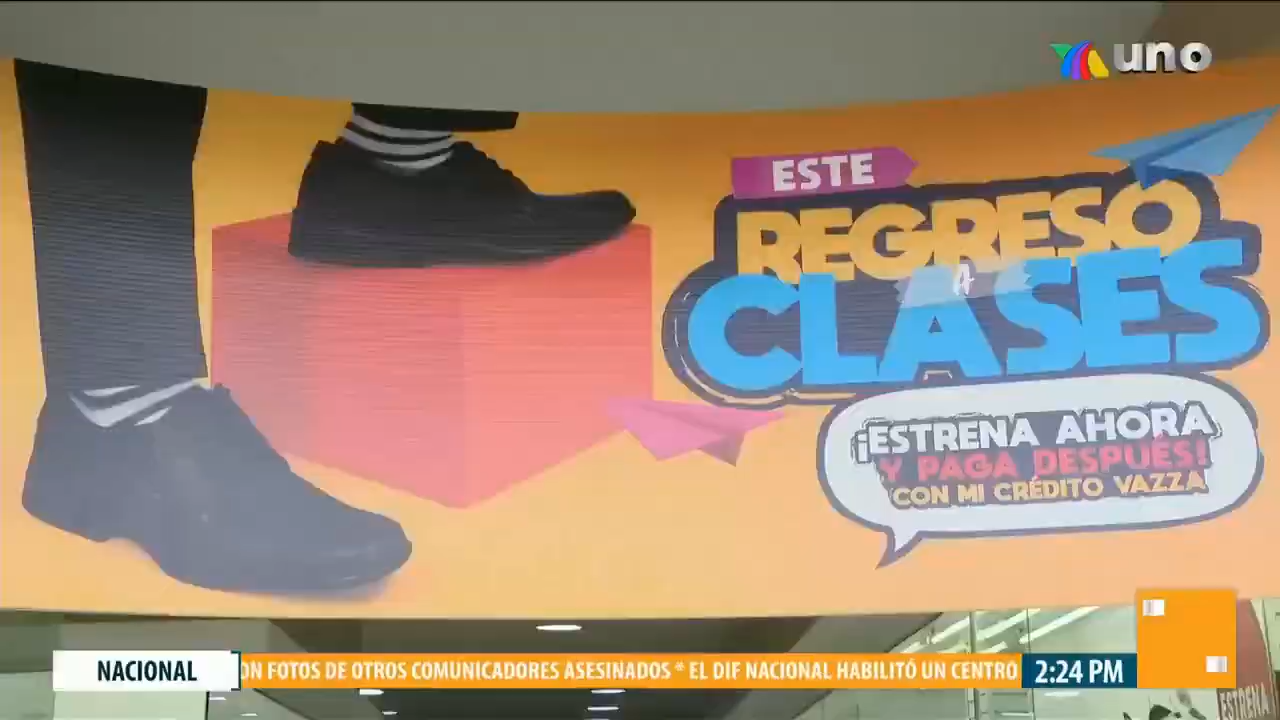 uno
ESTE
REGRESO
A
CLASES
¡ESTRENA AHORA
Y PAGA DESPUÉS!
CON MI CRÉDITO VAZZA
NACIONAL
ON FOTOS DE OTROS COMUNICADORES ASESINADOS * EL DIF NACIONAL HABILITÓ UN CENTRO
2:24 PM
ESTRENA